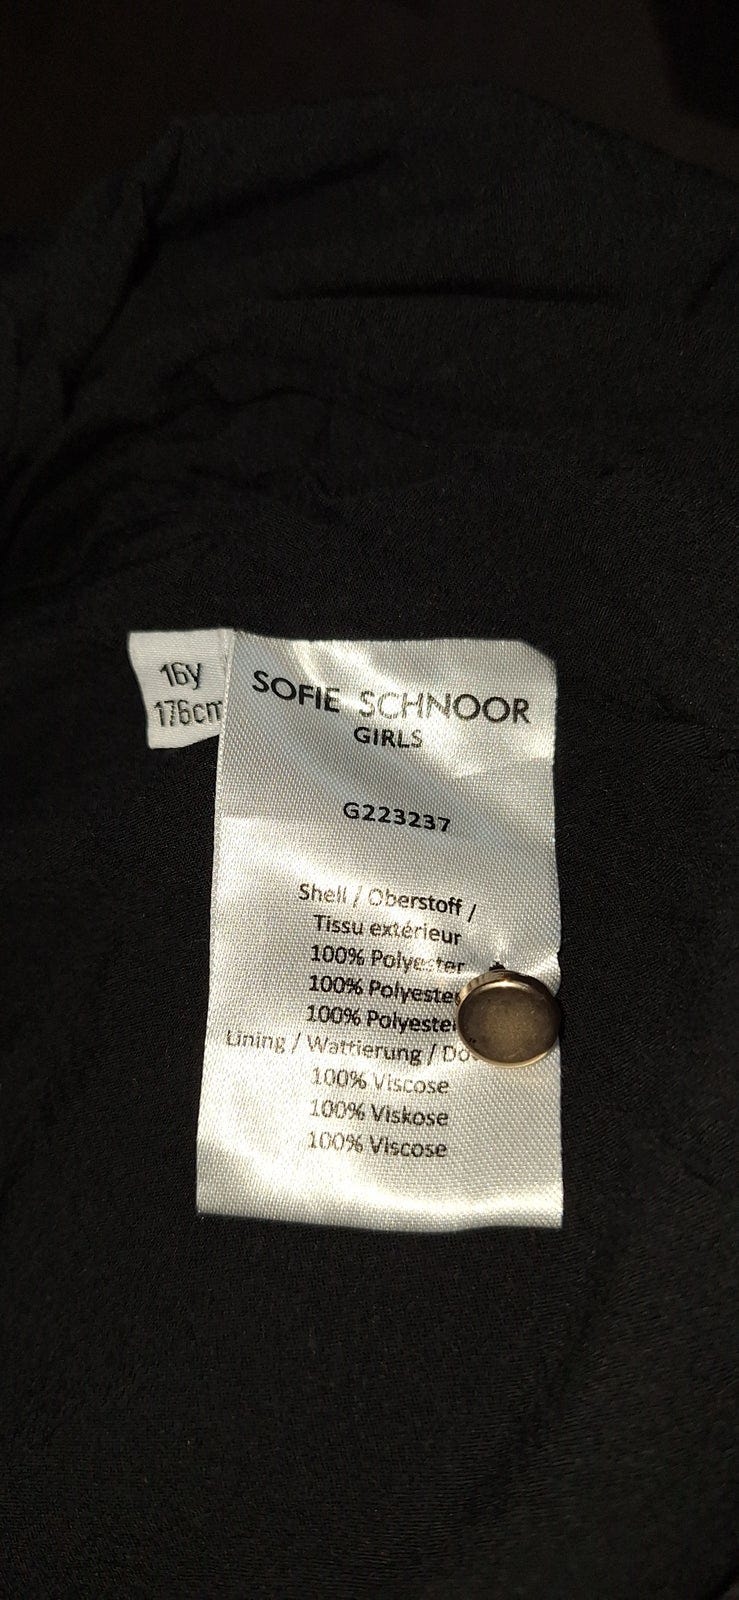 16y
176cm
SOFIE SCHNOOR
GIRLS
G223237
Shell / Oberstoff /
Tissu extérieur
100% Polyester
100% Polyester
100% Polyester
Lining / Wattierung /
100% Viscose
100% Viskose
100% Viscose